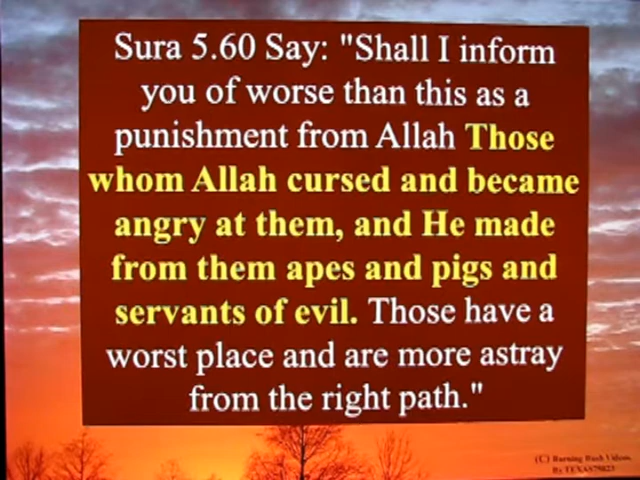 Sura 5.60 Say: "Shall I inform
you of worse than this as a
punishment from Allah Those
whom Allah cursed and became
angry at them, and He made
from them apes and pigs and
servants of evil. Those have a
worst place and are more astray
from the right path."
(C) Burning Bush Videos,
By TEXAS79823